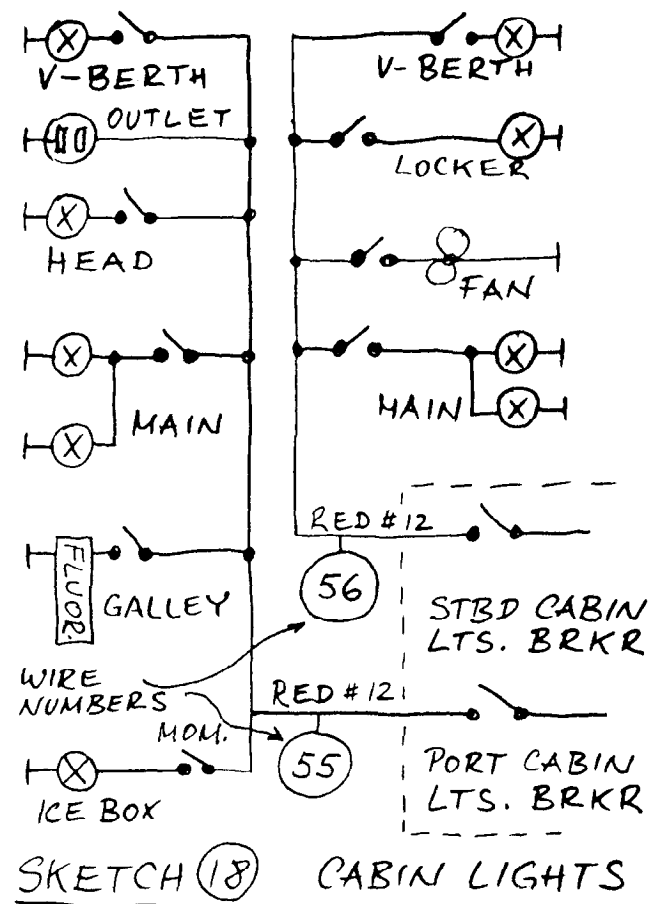 V-BERTH
OUTLET
HEAD
MAIN
FLUOR.
GALLEY
WIRE
NUMBERS
MOM.
ICE BOX
V-BERTH
LOCKER
FAN
MAIN
RED #12
56
STBD CABIN
LTS. BRKR
RED #12
55
PORT CABIN
LTS. BRKR
SKETCH 18 CABIN LIGHTS